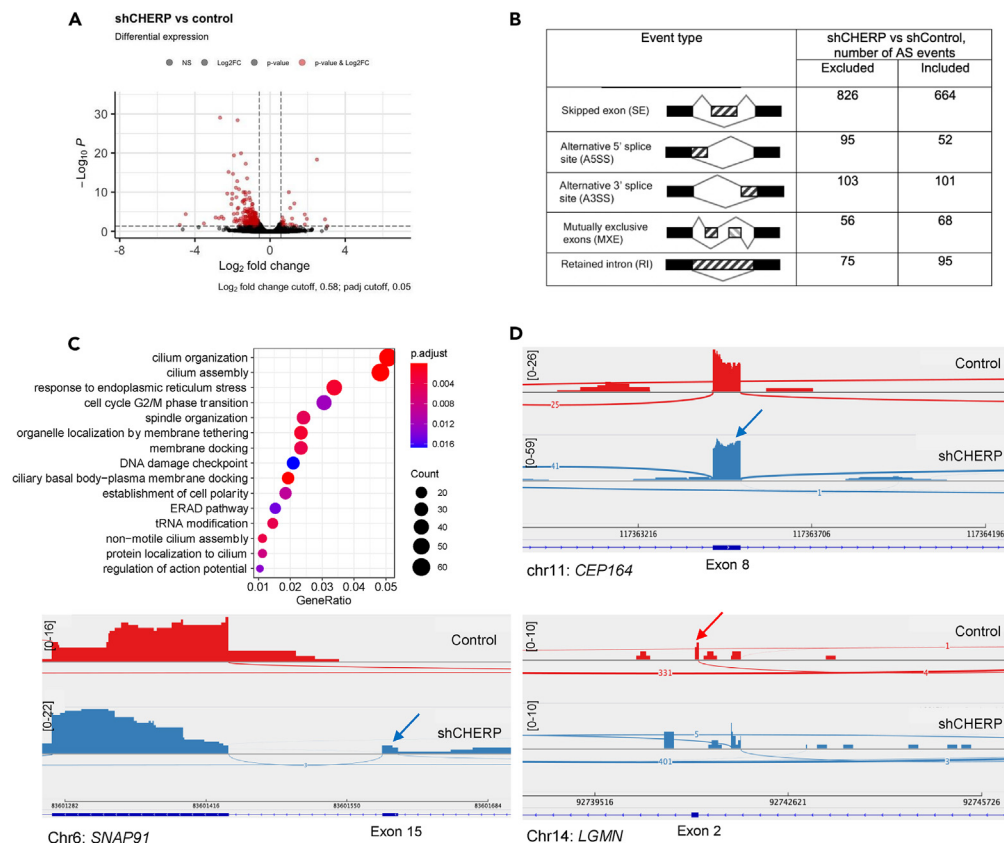 A
shCHERP vs control
Differential expression
NS Log2FC p-value p-value & Log2FC
30
20
10
0
−Log10 P
-8 -4 0 4
Log2 fold change
Log2 fold change cutoff, 0.58; padj cutoff, 0.05
B
Event type
shCHERP vs shControl,
number of AS events
Excluded Included
Skipped exon (SE) 826 664
Alternative 5' splice
site (A5SS) 95 52
Alternative 3' splice
site (A3SS) 103 101
Mutually exclusive
exons (MXE) 56 68
Retained intron (RI) 75 95
C
cilium organization
cilium assembly
response to endoplasmic reticulum stress
cell cycle G2/M phase transition
spindle organization
organelle localization by membrane tethering
membrane docking
DNA damage checkpoint
ciliary basal body−plasma membrane docking
establishment of cell polarity
ERAD pathway
tRNA modification
non−motile cilium assembly
protein localization to cilium
regulation of action potential
0.01 0.02 0.03 0.04 0.05
GeneRatio
p.adjust
0.004
0.008
0.012
0.016
Count
20
30
40
50
60
D
[0-26]
Control
25
[0-59]
shCHERP
41
1
117363216 117363706 117364196
Exon 8
chr11: CEP164
[0-16]
Control
[0-22]
shCHERP
83601282 83601416 83601550 83601684
Exon 15
Chr6: SNAP91
[0-10]
Control
1
331
4
[0-10]
shCHERP
5
401
3
92739516 92742621 92745726
Exon 2
Chr14: LGMN